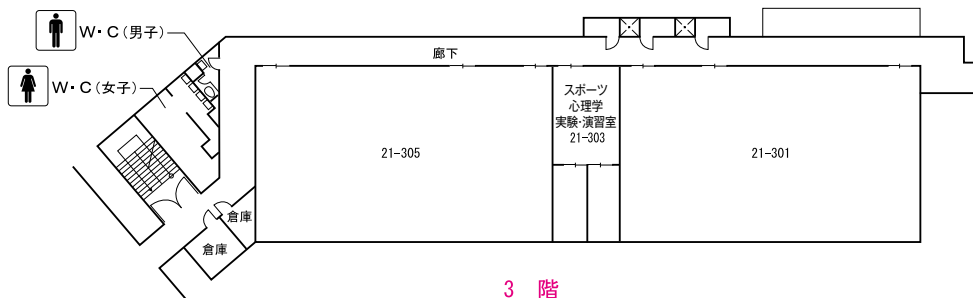 W・C(男子)
廊下
W・C(女子)
スポーツ
心理学
実験・演習室
21-303
21-305
21-301
倉庫
倉庫
3 階